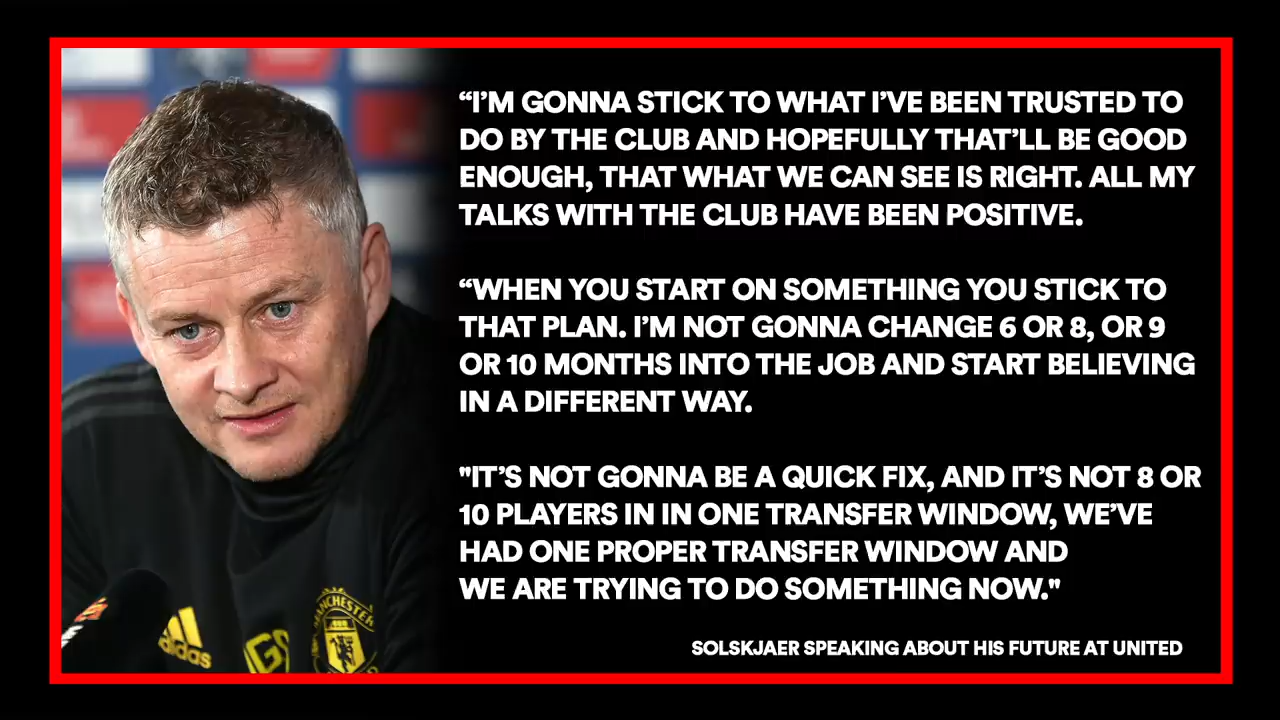 “I’M GONNA STICK TO WHAT I’VE BEEN TRUSTED TO
DO BY THE CLUB AND HOPEFULLY THAT’LL BE GOOD
ENOUGH, THAT WHAT WE CAN SEE IS RIGHT. ALL MY
TALKS WITH THE CLUB HAVE BEEN POSITIVE.
“WHEN YOU START ON SOMETHING YOU STICK TO
THAT PLAN. I’M NOT GONNA CHANGE 6 OR 8, OR 9
OR 10 MONTHS INTO THE JOB AND START BELIEVING
IN A DIFFERENT WAY.
"IT’S NOT GONNA BE A QUICK FIX, AND IT’S NOT 8 OR
10 PLAYERS IN IN ONE TRANSFER WINDOW, WE’VE
HAD ONE PROPER TRANSFER WINDOW AND
WE ARE TRYING TO DO SOMETHING NOW."
SOLSKJAER SPEAKING ABOUT HIS FUTURE AT UNITED
adidas
OGS
MANCHESTER